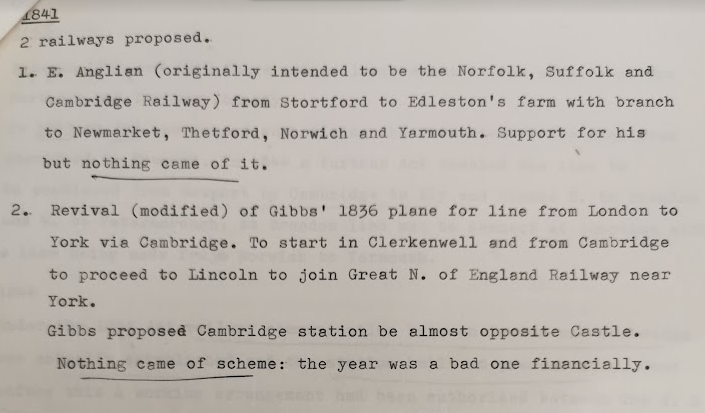 1841
2 railways proposed.
1. E. Anglian (originally intended to be the Norfolk, Suffolk and
Cambridge Railway) from Stortford to Edleston's farm with branch
to Newmarket, Thetford, Norwich and Yarmouth. Support for his
but nothing came of it.
2. Revival (modified) of Gibbs' 1836 plane for line from London to
York via Cambridge. To start in Clerkenwell and from Cambridge
to proceed to Lincoln to join Great N. of England Railway near
York.
Gibbs proposed Cambridge station be almost opposite Castle.
Nothing came of scheme: the year was a bad one financially.